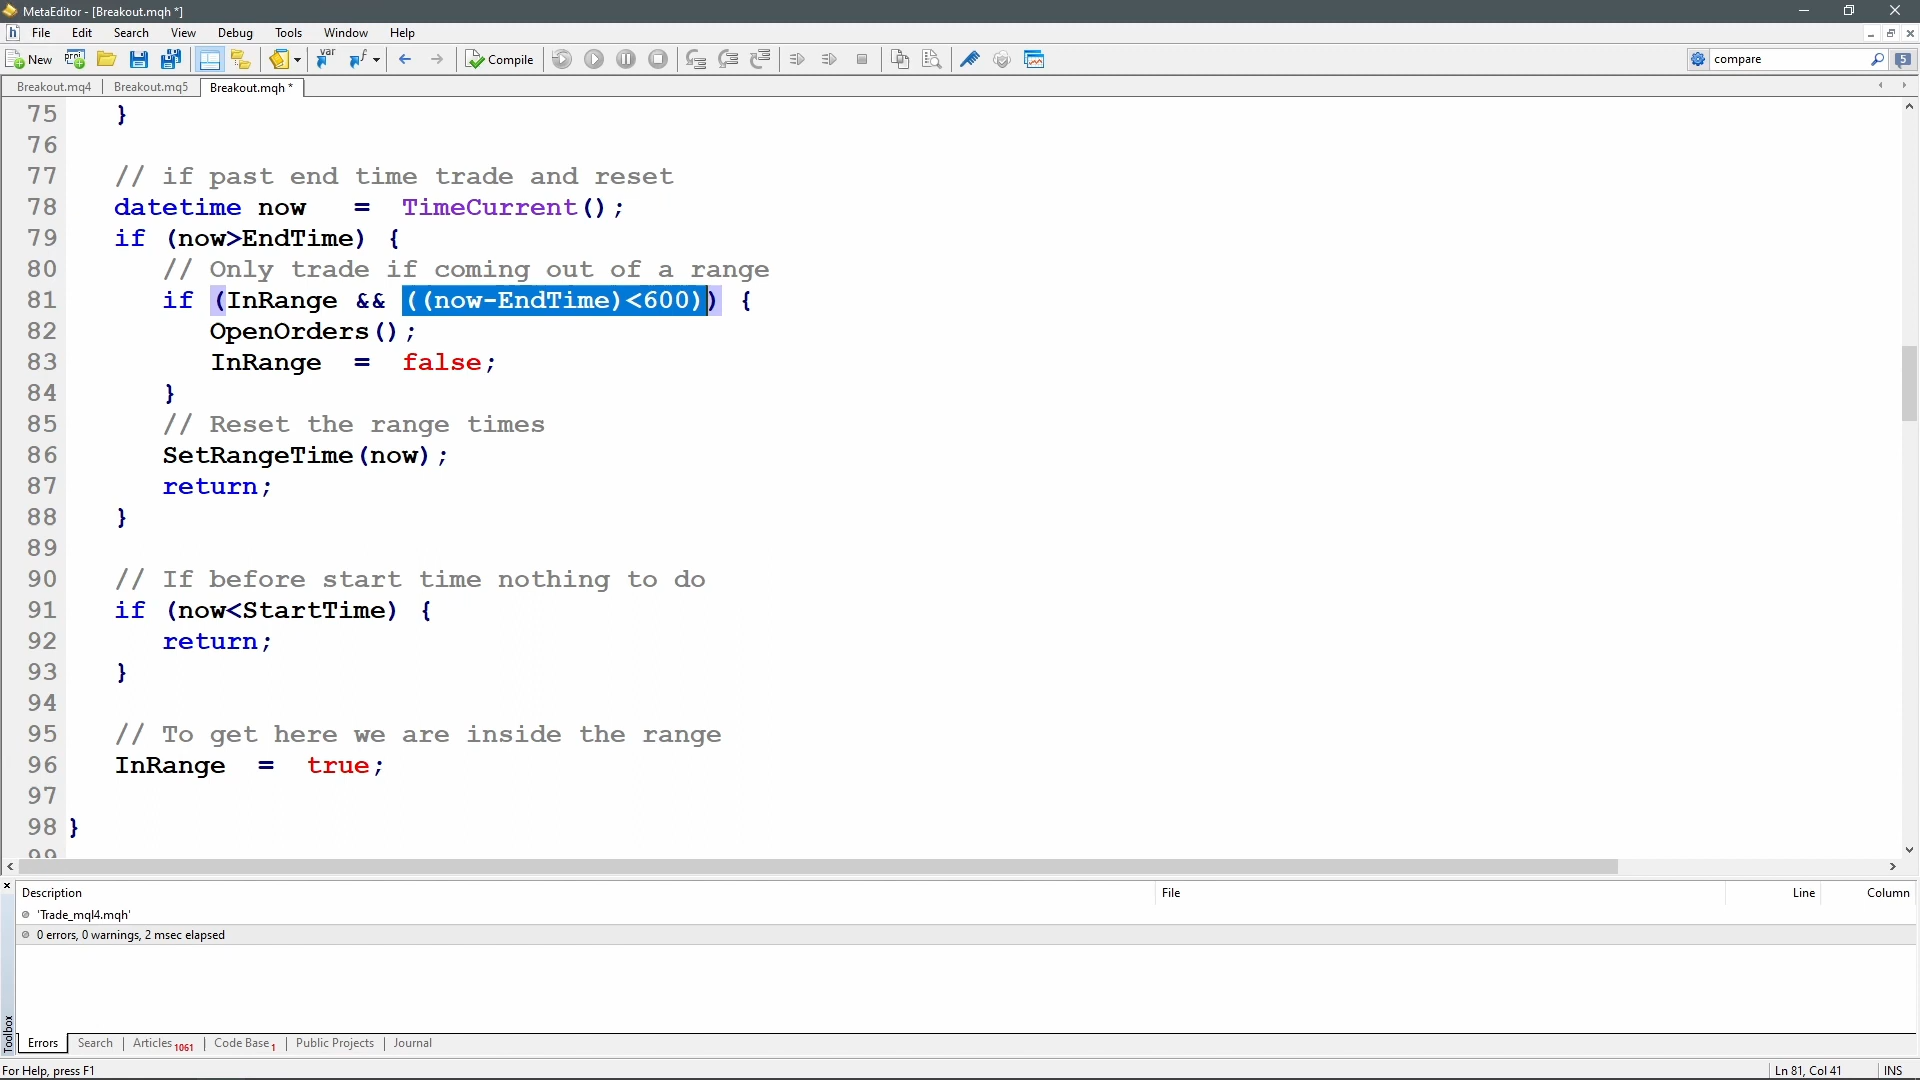 MetaEditor - [Breakout.mqh *]
File Edit Search View Debug Tools Window Help
New Compile compare 5
Breakout.mq4 Breakout.mq5 Breakout.mqh *
75 }
76
77 // if past end time trade and reset
78 datetime now = TimeCurrent();
79 if (now>EndTime) {
80 // Only trade if coming out of a range
81 if (InRange && ((now-EndTime)<600)) {
82 OpenOrders();
83 InRange = false;
84 }
85 // Reset the range times
86 SetRangeTime(now);
87 return;
88 }
89
90 // If before start time nothing to do
91 if (now<StartTime) {
92 return;
93 }
94
95 // To get here we are inside the range
96 InRange = true;
97
98 }
99
Description File Line Column
'Trade_mql4.mqh'
0 errors, 0 warnings, 2 msec elapsed
Toolbox
Errors Search Articles 1061 Code Base 1 Public Projects Journal
For Help, press F1 Ln 81, Col 41 INS